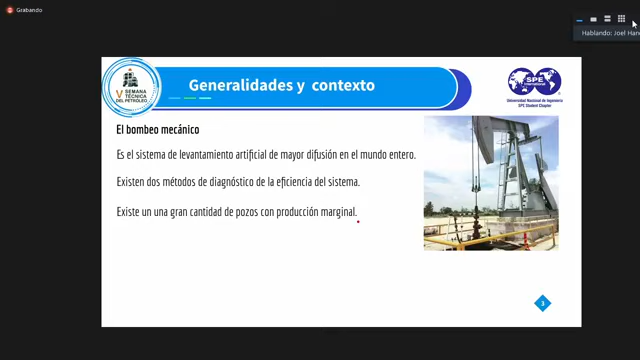 Grabando
Hablando: Joel Han
Generalidades y contexto
V SEMANA
TÉCNICA
DEL PETRÓLEO
SPE
International
Universidad Nacional de Ingeniería
SPE Student Chapter
El bombeo mecánico
Es el sistema de levantamiento artificial de mayor difusión en el mundo entero.
Existen dos métodos de diagnóstico de la eficiencia del sistema.
Existe un una gran cantidad de pozos con producción marginal.
3